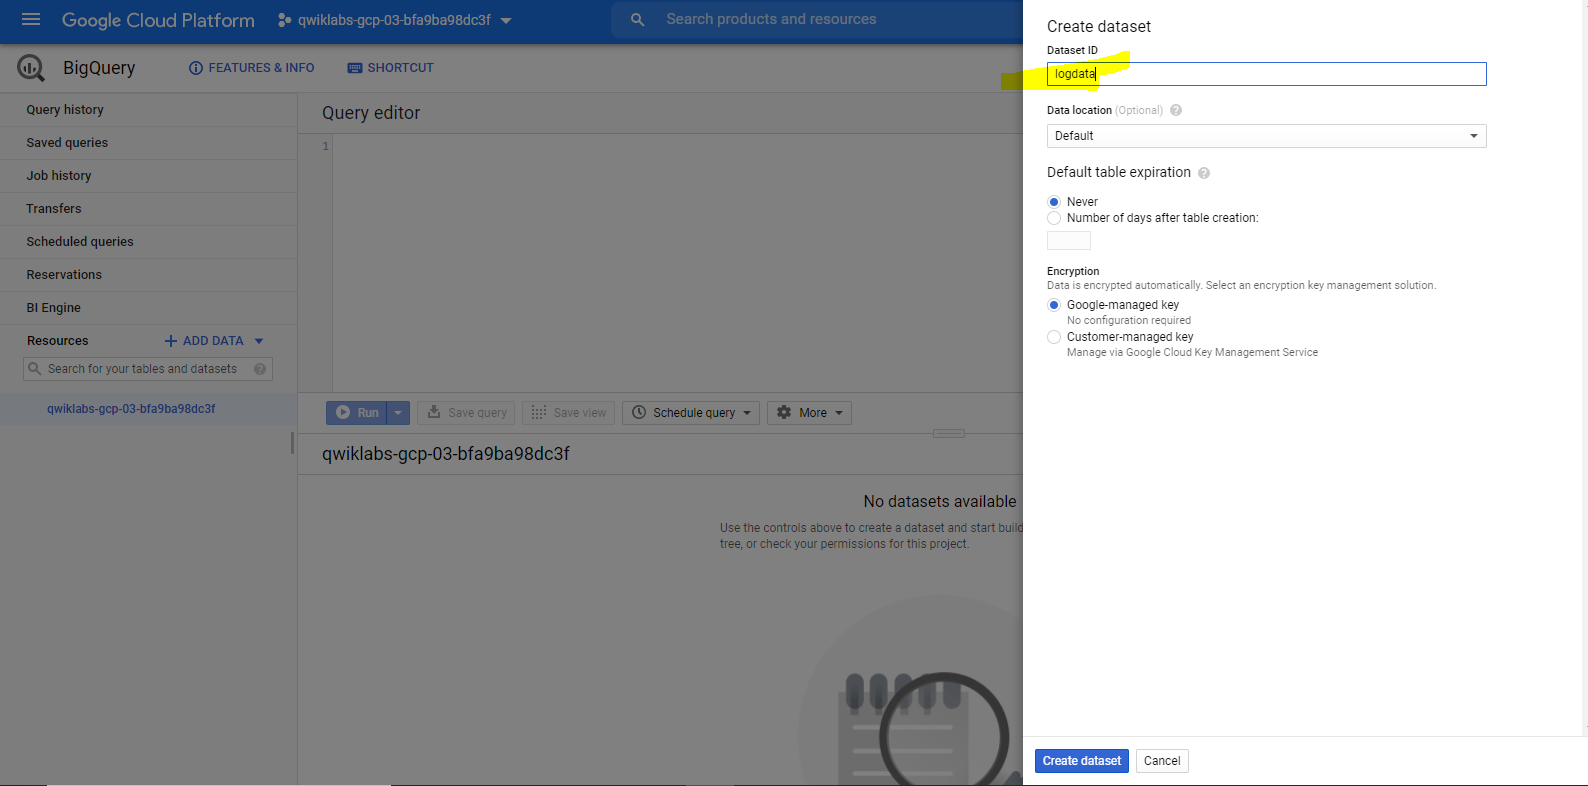 Google Cloud Platform
qwiklabs-gcp-03-bfa9ba98dc3f
Search products and resources
BigQuery
FEATURES & INFO
SHORTCUT
Query history
Saved queries
Job history
Transfers
Scheduled queries
Reservations
BI Engine
Resources
ADD DATA
Search for your tables and datasets
qwiklabs-gcp-03-bfa9ba98dc3f
Query editor
1
Run
Save query
Save view
Schedule query
More
qwiklabs-gcp-03-bfa9ba98dc3f
No datasets available
Use the controls above to create a dataset and start build
tree, or check your permissions for this project.
Create dataset
Dataset ID
logdata
Data location (Optional)
Default
Default table expiration
Never
Number of days after table creation:
Encryption
Data is encrypted automatically. Select an encryption key management solution.
Google-managed key
No configuration required
Customer-managed key
Manage via Google Cloud Key Management Service
Create dataset
Cancel